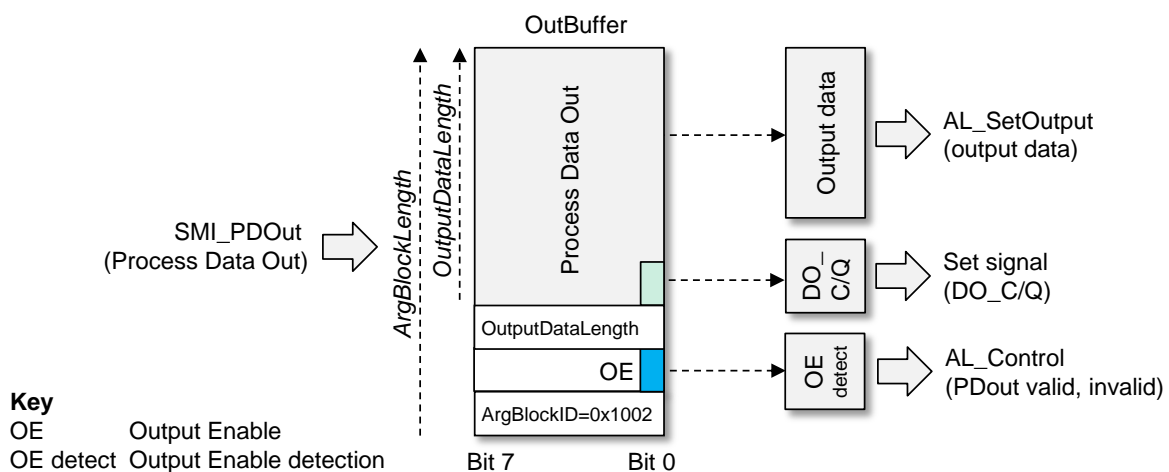 OutBuffer
ArgBlockLength
OutputDataLength
Process Data Out
Output data
AL_SetOutput
(output data)
SMI_PDOut
(Process Data Out)
DO_
C/Q
Set signal
(DO_C/Q)
OutputDataLength
OE
OE
detect
AL_Control
(PDout valid, invalid)
ArgBlockID=0x1002
Bit 7
Bit 0
Key
OE Output Enable
OE detect Output Enable detection